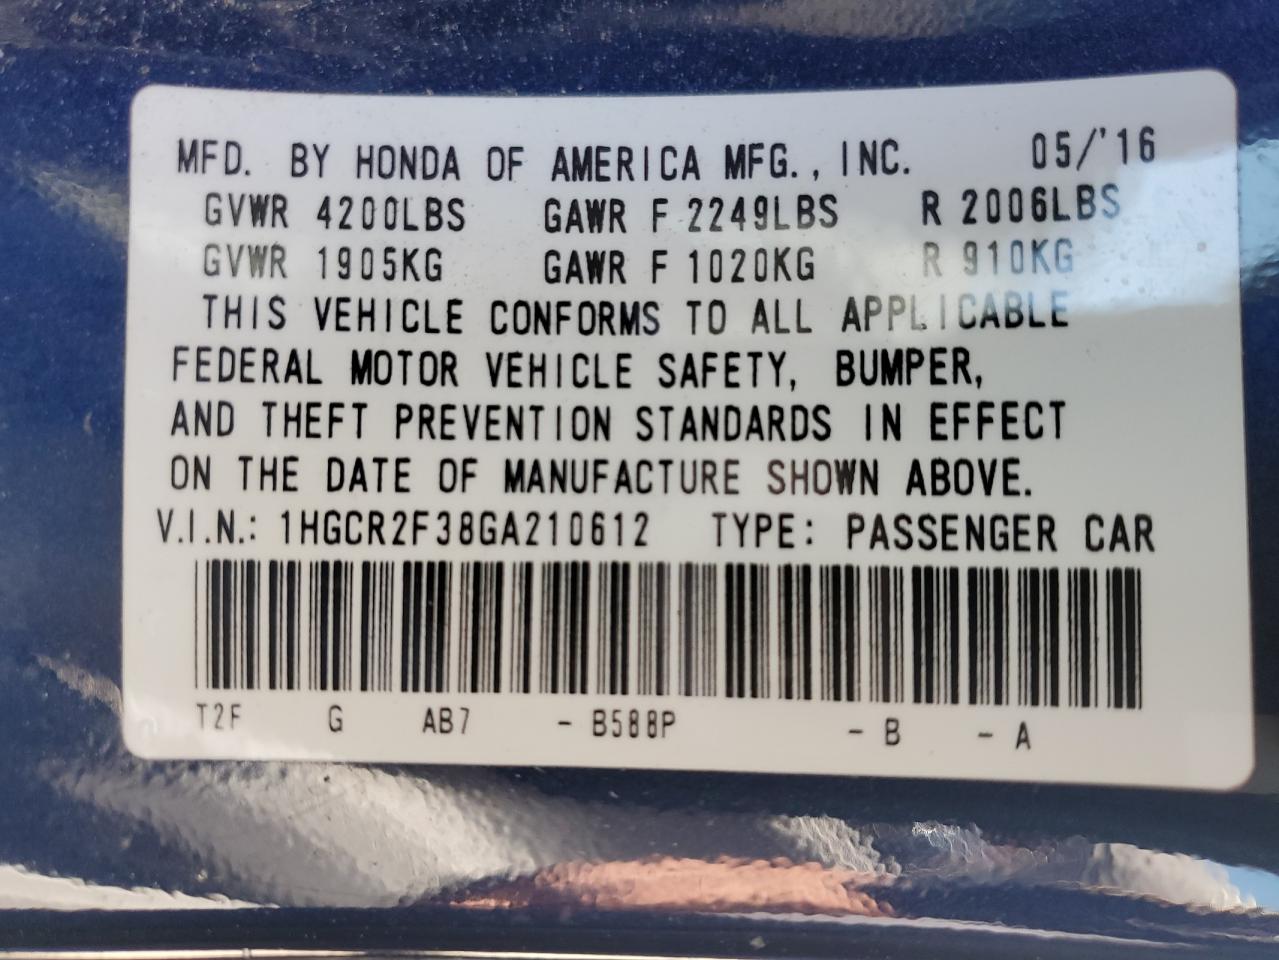 MFD. BY HONDA OF AMERICA MFG., INC. 05/'16
GVWR 4200LBS GAWR F 2249LBS R 2006LBS
GVWR 1905KG GAWR F 1020KG R 910KG
THIS VEHICLE CONFORMS TO ALL APPLICABLE
FEDERAL MOTOR VEHICLE SAFETY, BUMPER,
AND THEFT PREVENTION STANDARDS IN EFFECT
ON THE DATE OF MANUFACTURE SHOWN ABOVE.
V.I.N.: 1HGCR2F38GA210612 TYPE: PASSENGER CAR
T2F G AB7 - B588P - B - A